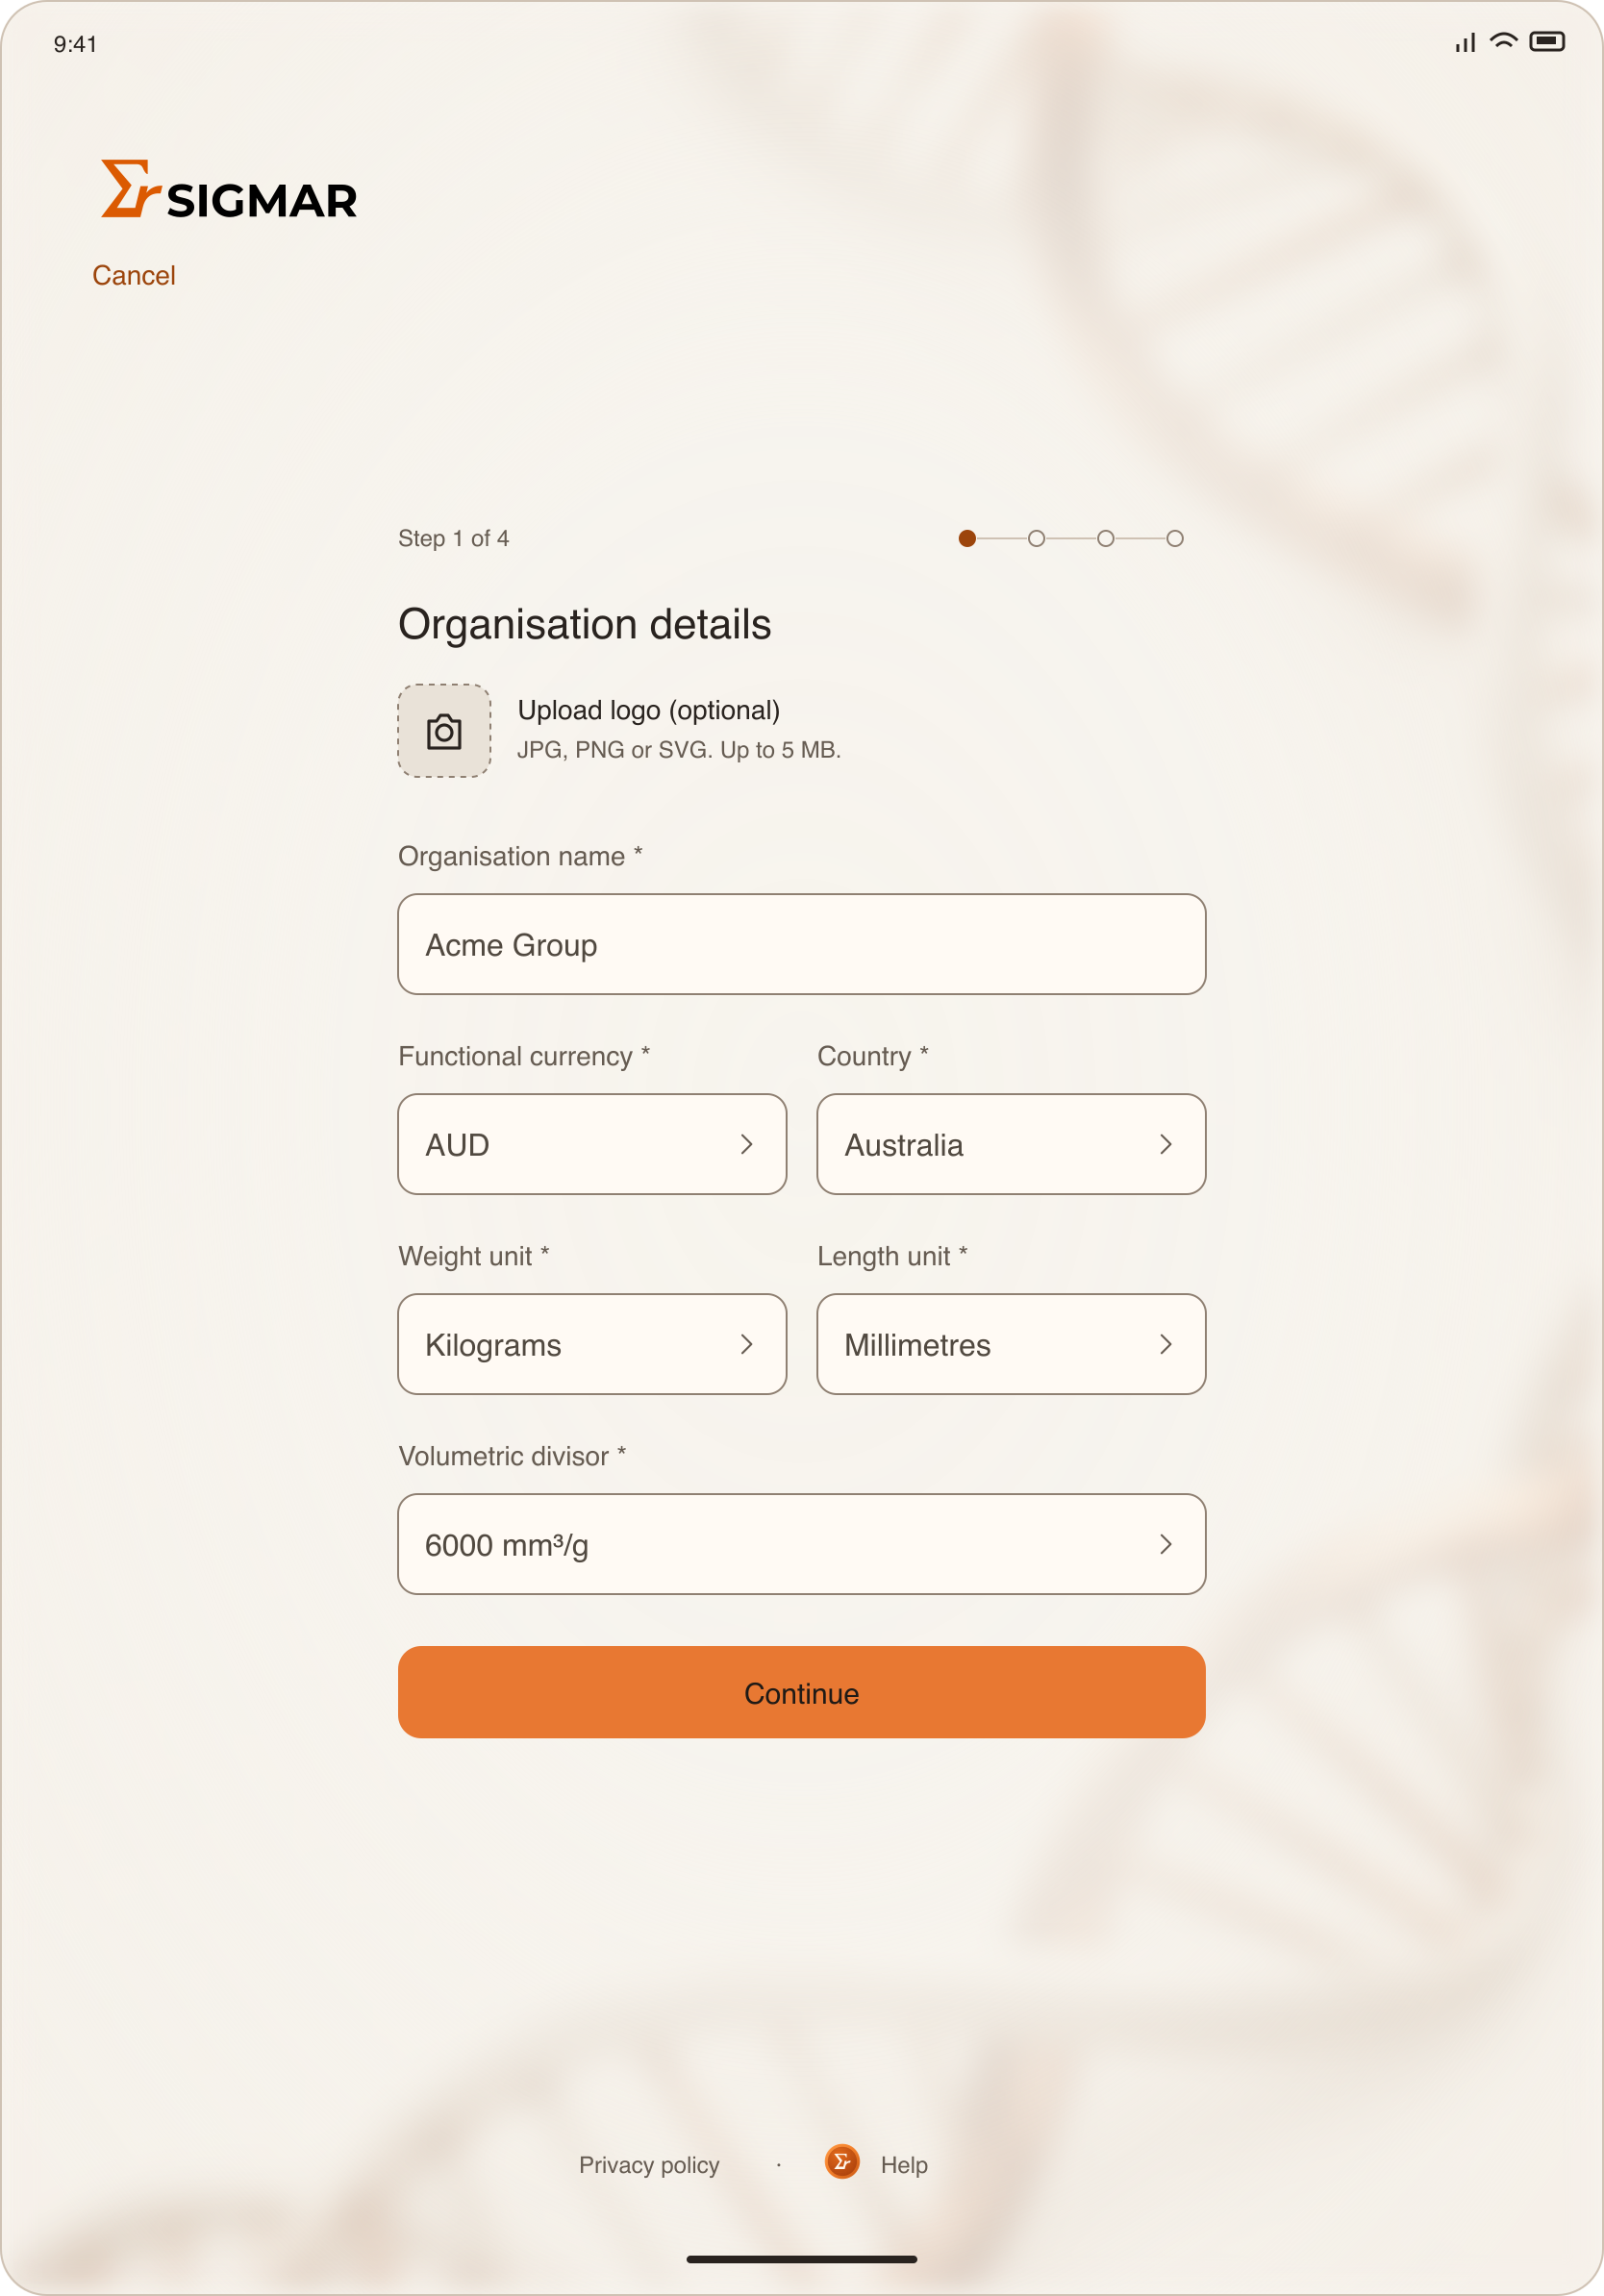 9:41
Σr SIGMAR
Cancel
Step 1 of 4
Organisation details
Upload logo (optional)
JPG, PNG or SVG. Up to 5 MB.
Organisation name *
Acme Group
Functional currency * Country *
AUD Australia
Weight unit * Length unit *
Kilograms Millimetres
Volumetric divisor *
6000 mm³/g
Continue
Privacy policy · Σr Help